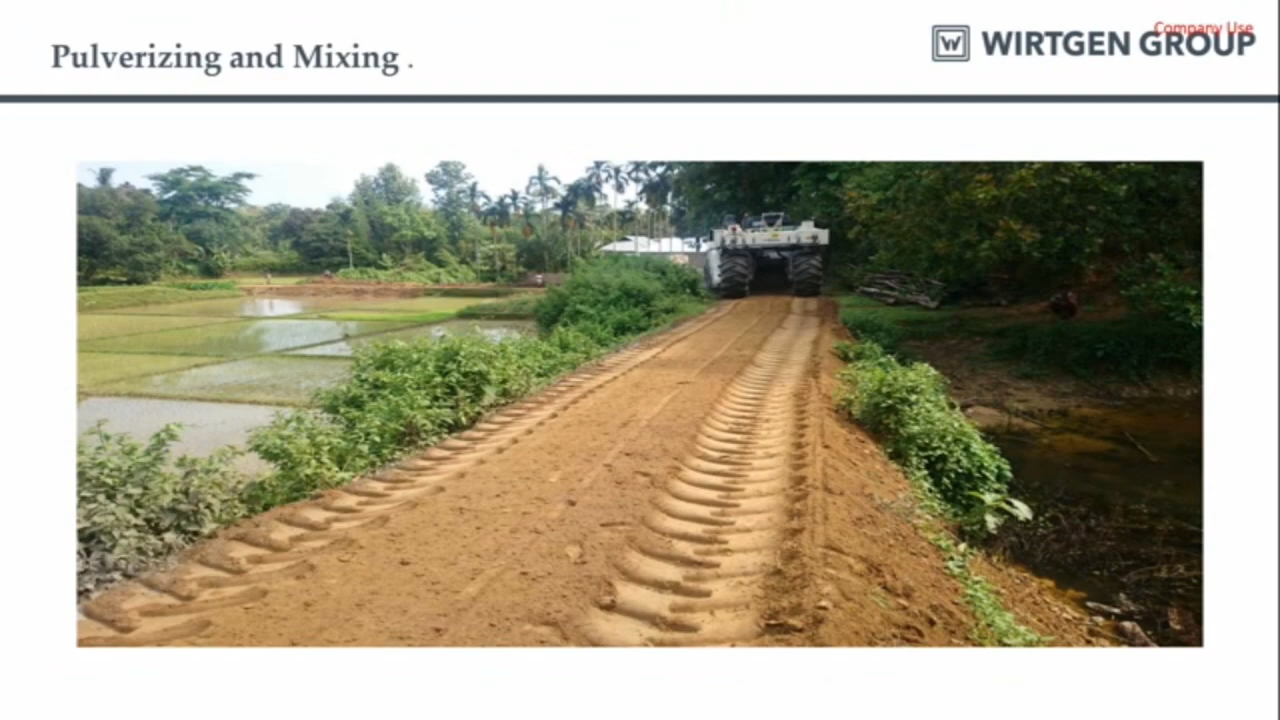 Pulverizing and Mixing .
Company Use
WIRTGEN GROUP